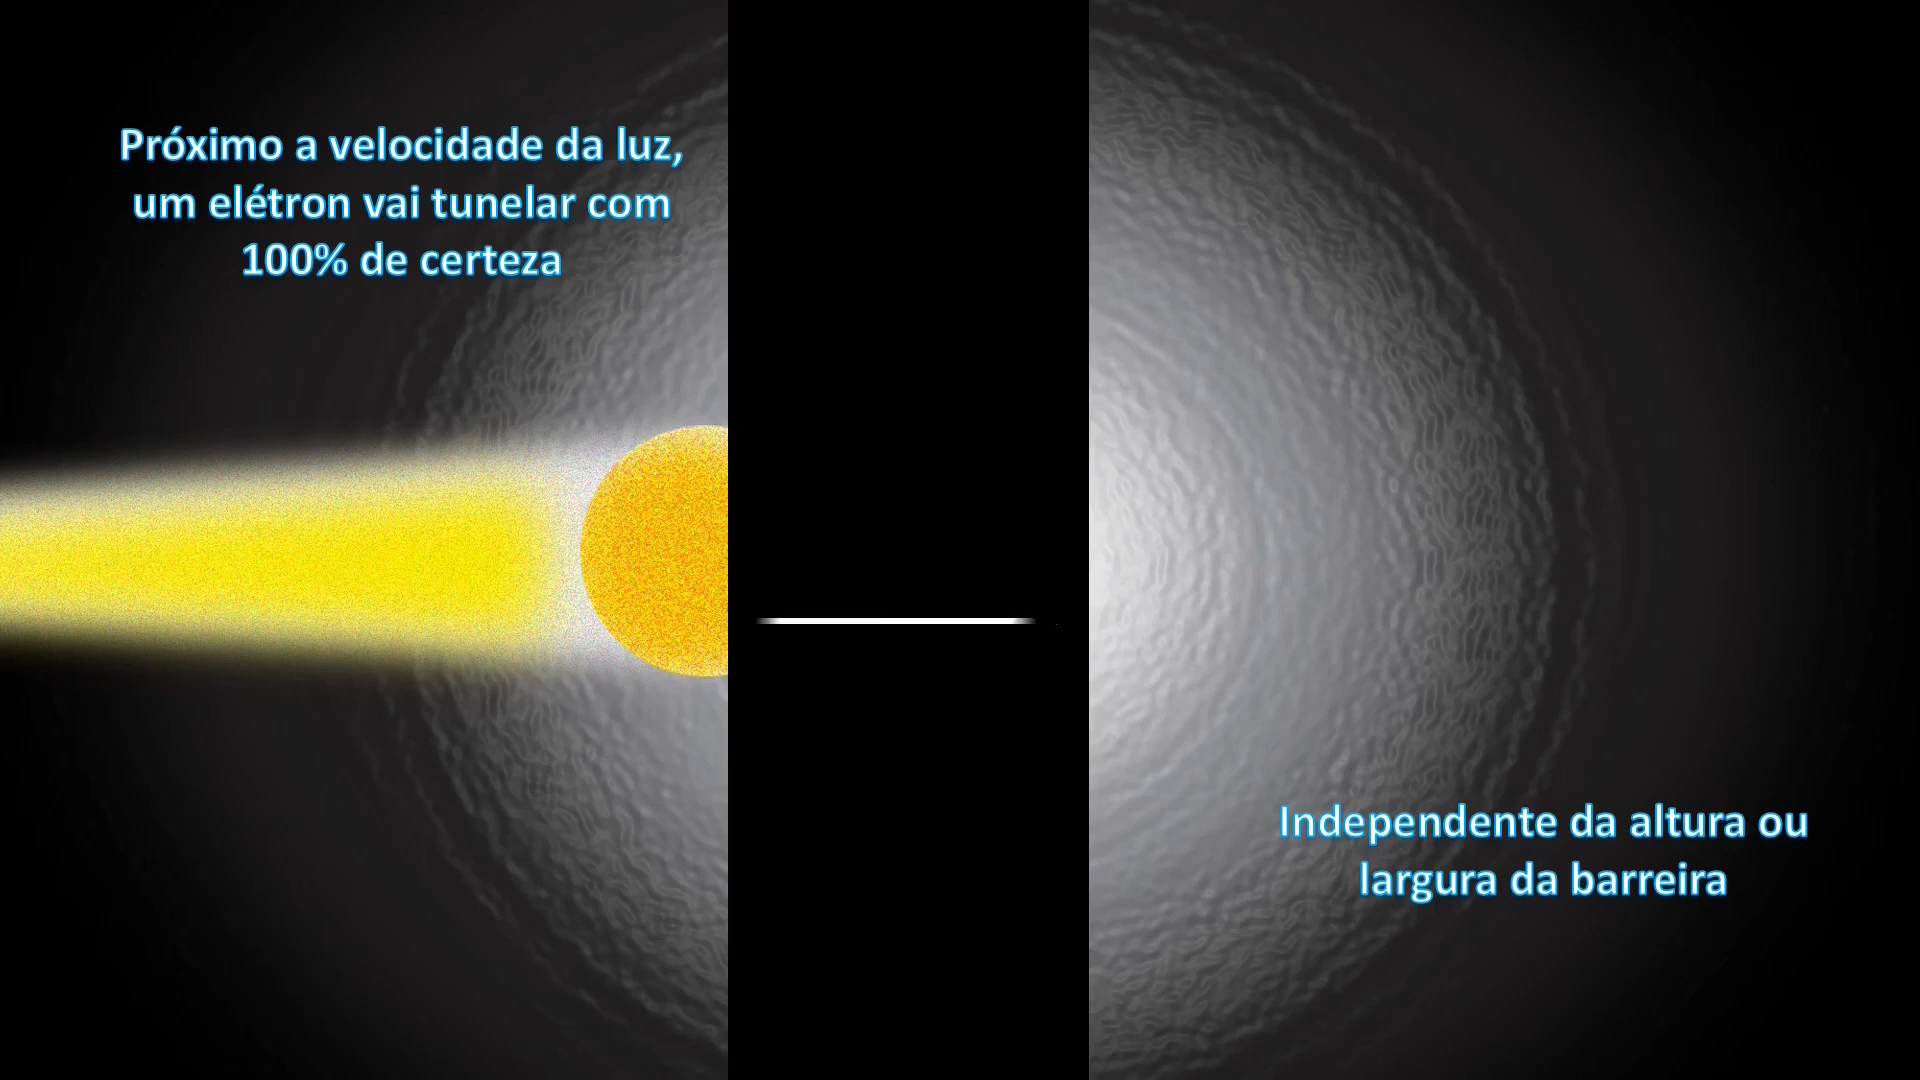 Próximo a velocidade da luz,
um elétron vai tunelar com
100% de certeza
Independente da altura ou
largura da barreira